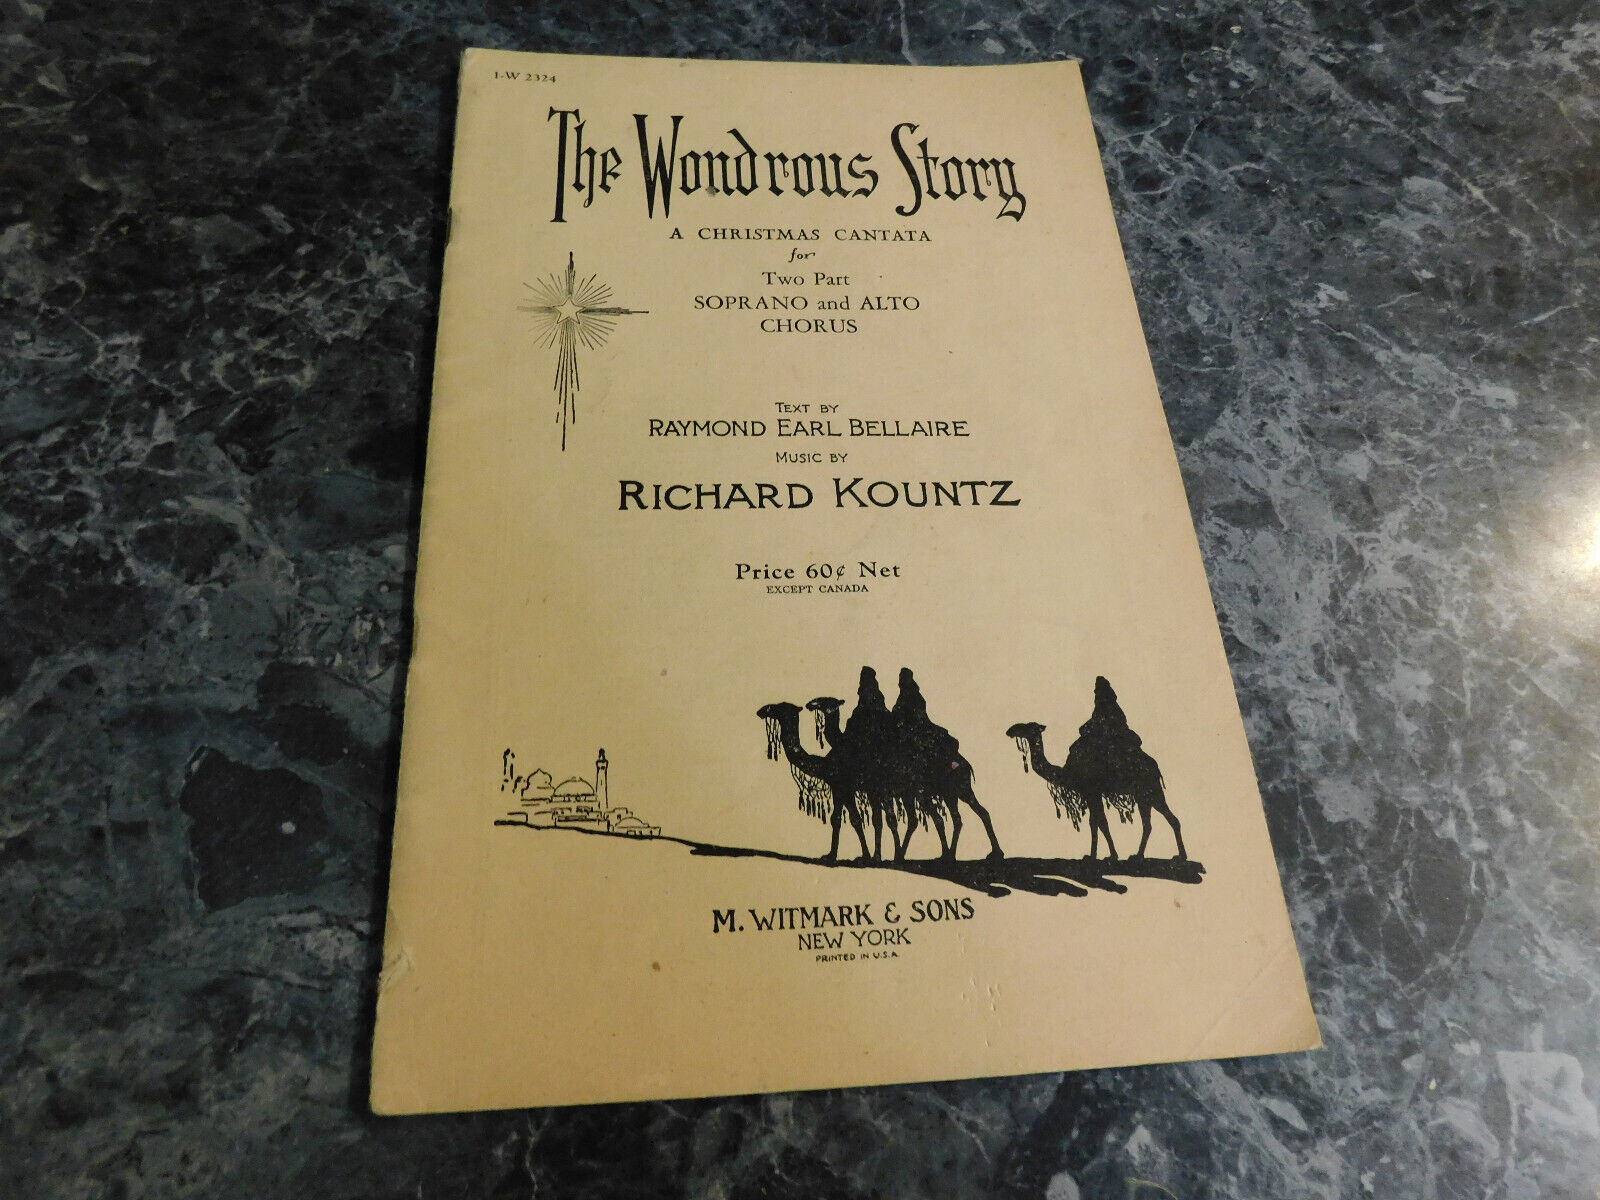 1-W 2324
The Wondrous Story
A CHRISTMAS CANTATA
for
Two Part
SOPRANO and ALTO
CHORUS
TEXT BY
RAYMOND EARL BELLAIRE
MUSIC BY
RICHARD KOUNTZ
Price 60¢ Net
EXCEPT CANADA
M. WITMARK & SONS
NEW YORK
PRINTED IN U.S.A.